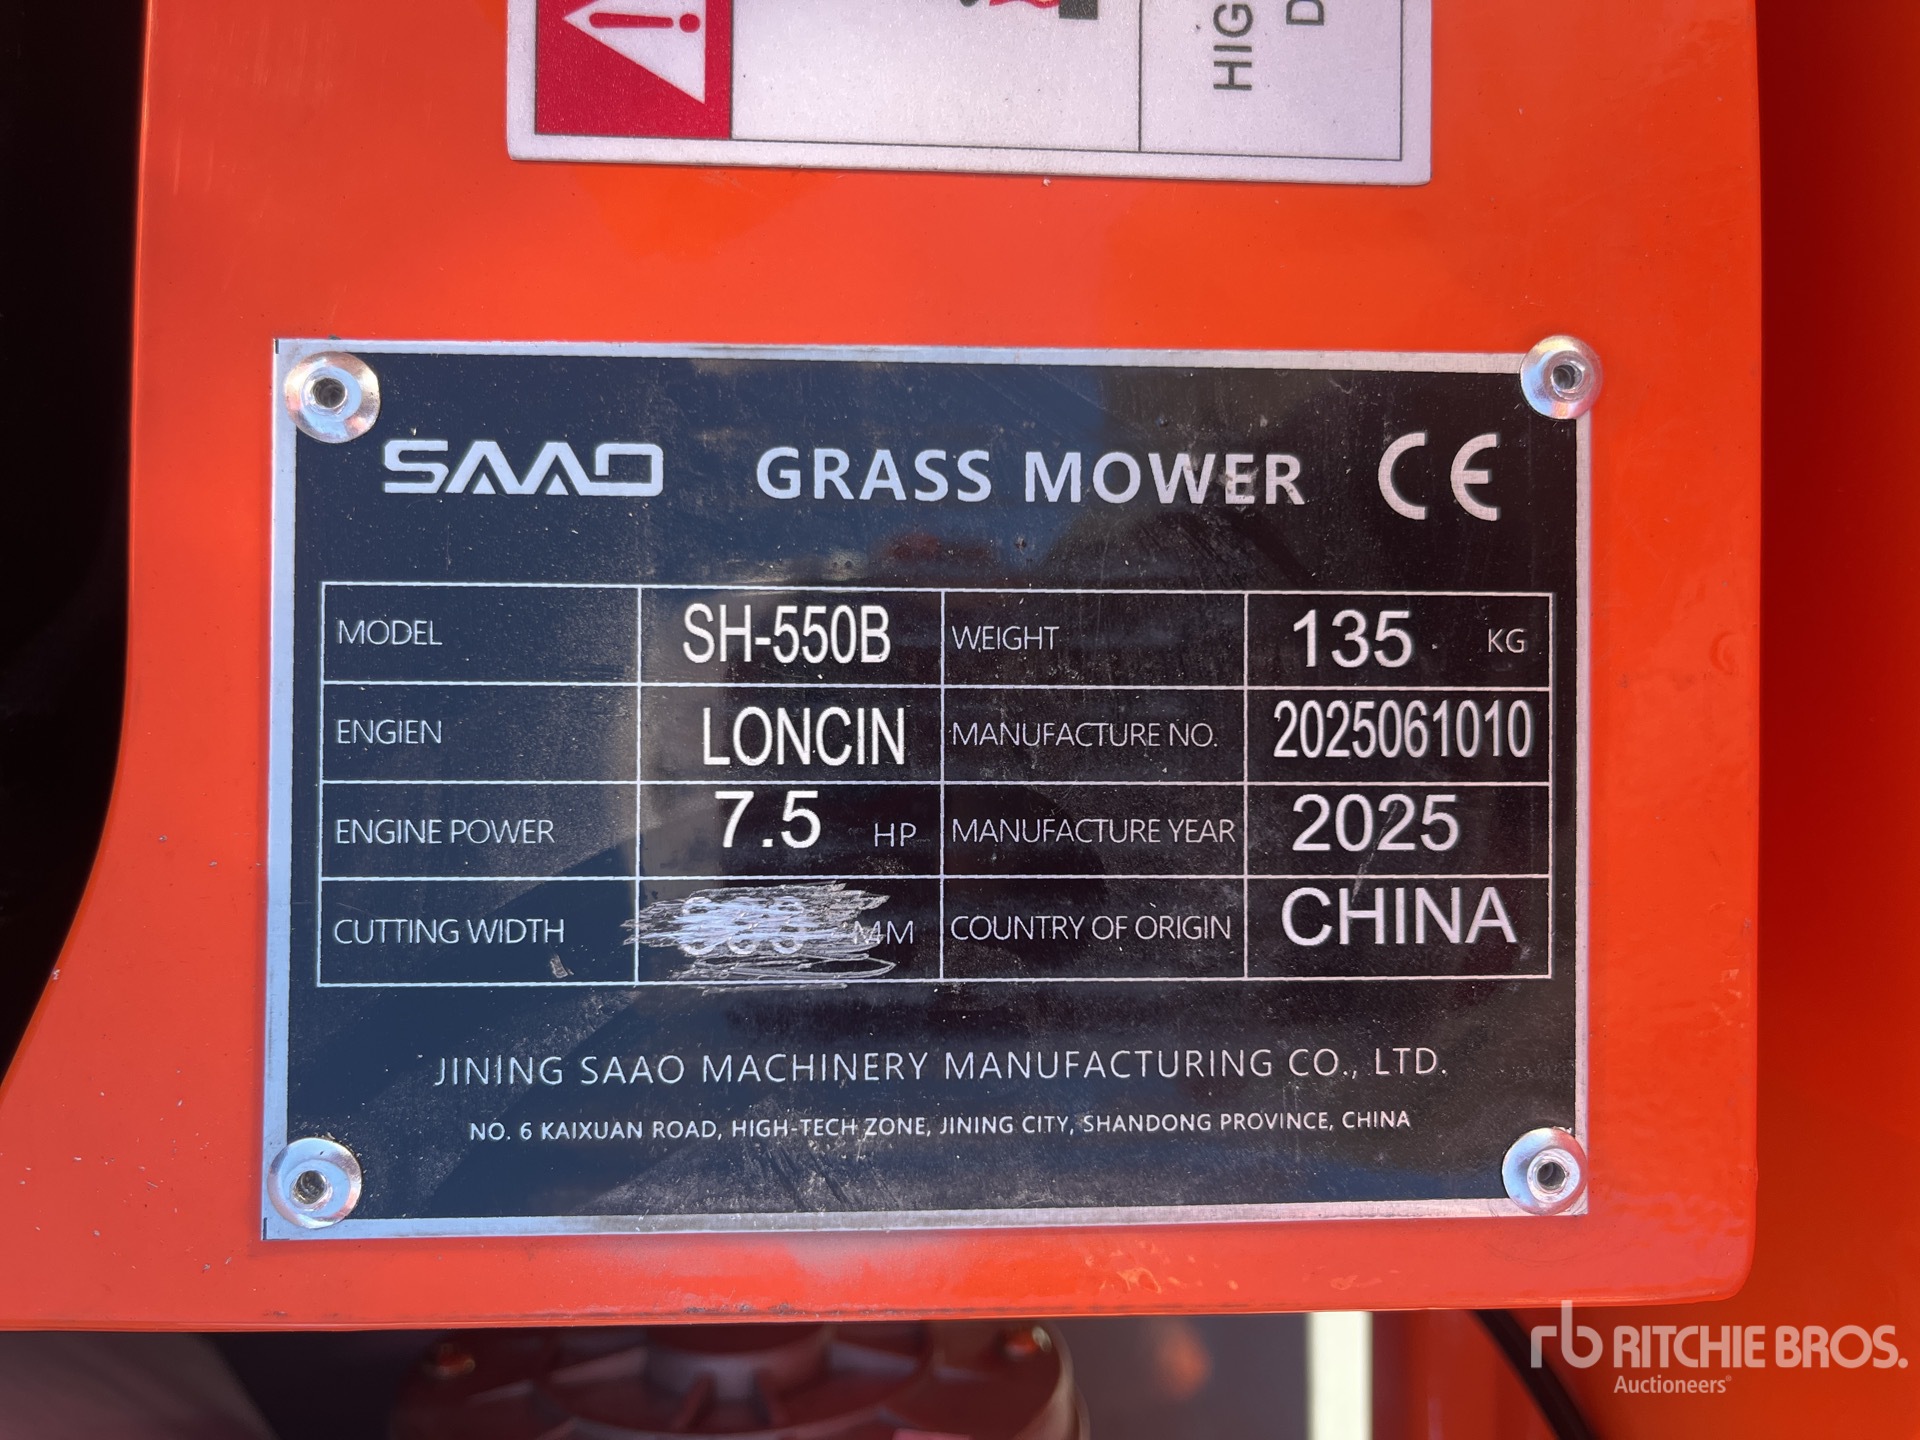 HIG
D
SAAO GRASS MOWER CE
MODEL SH-550B WEIGHT 135 KG
ENGIEN LONCIN MANUFACTURE NO. 2025061010
ENGINE POWER 7.5 HP MANUFACTURE YEAR 2025
CUTTING WIDTH MM COUNTRY OF ORIGIN CHINA
JINING SAAO MACHINERY MANUFACTURING CO., LTD.
NO. 6 KAIXUAN ROAD, HIGH-TECH ZONE, JINING CITY, SHANDONG PROVINCE, CHINA
rb RITCHIE BROS.
Auctioneers®